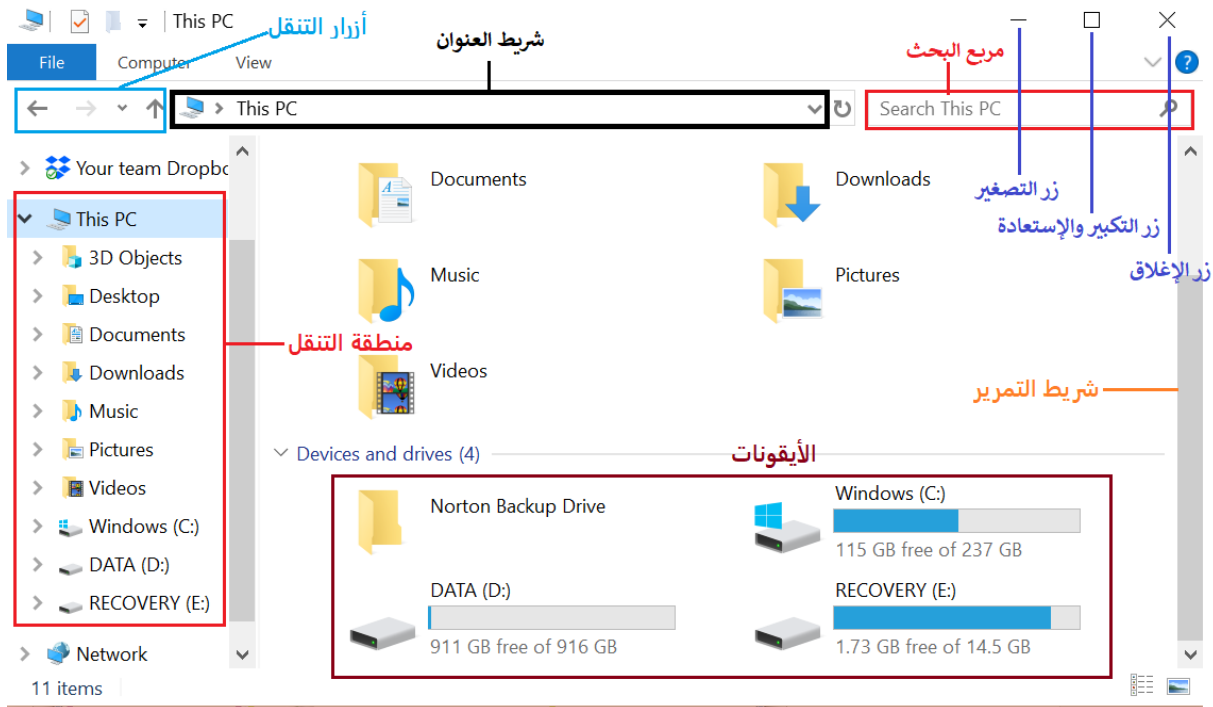 This PC
أزرار التنقل
شريط العنوان
مربع البحث
File
Computer
View
This PC
Search This PC
Your team Dropbo
This PC
3D Objects
Desktop
Documents
Downloads
Music
Pictures
Videos
Windows (C:)
DATA (D:)
RECOVERY (E:)
Network
منطقة التنقل
Documents
Downloads
زر التصغير
زر التكبير والإستعادة
زر الإغلاق
Music
Pictures
Videos
شريط التمرير
Devices and drives (4)
الأيقونات
Norton Backup Drive
Windows (C:)
115 GB free of 237 GB
DATA (D:)
911 GB free of 916 GB
RECOVERY (E:)
1.73 GB free of 14.5 GB
11 items